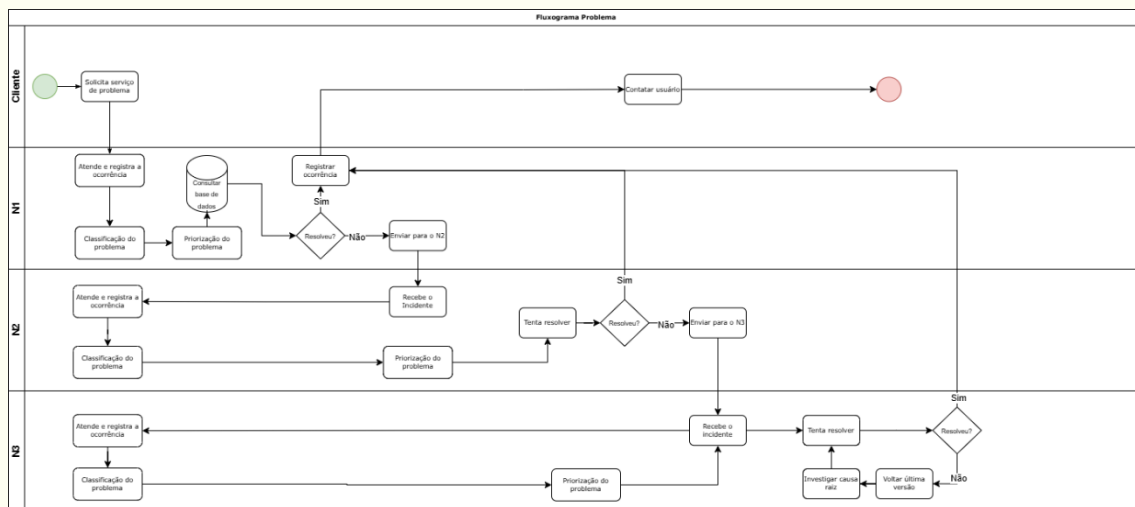 Fluxograma Problema
Cliente
Solicita serviço
de problema
Contatar usuário
N1
Atende e registra a
ocorrência
Classificação do
problema
Priorização do
problema
Consultar
base de
dados
Registrar
ocorrência
Sim
Resolveu?
Não
Enviar para o N2
N2
Recebe o
Incidente
Atende e registra a
ocorrência
Classificação do
problema
Priorização do
problema
Tenta resolver
Sim
Resolveu?
Não
Enviar para o N3
N3
Recebe o
incidente
Atende e registra a
ocorrência
Classificação do
problema
Priorização do
problema
Tenta resolver
Sim
Resolveu?
Não
Voltar última
versão
Investigar causa
raiz